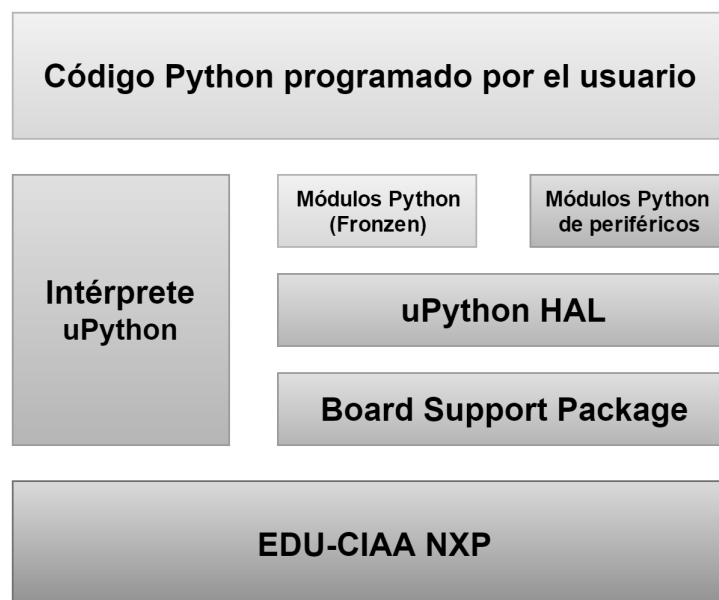 Código Python programado por el usuario
Intérprete
uPython
Módulos Python
(Fronzen)
Módulos Python
de periféricos
uPython HAL
Board Support Package
EDU-CIAA NXP